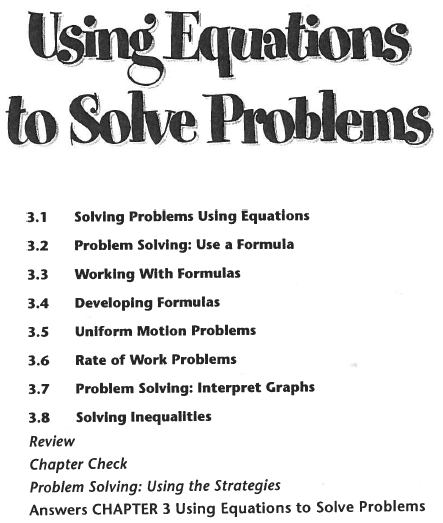 Using Equations
to Solve Problems
3.1 Solving Problems Using Equations
3.2 Problem Solving: Use a Formula
3.3 Working With Formulas
3.4 Developing Formulas
3.5 Uniform Motion Problems
3.6 Rate of Work Problems
3.7 Problem Solving: Interpret Graphs
3.8 Solving Inequalities
Review
Chapter Check
Problem Solving: Using the Strategies
Answers CHAPTER 3 Using Equations to Solve Problems